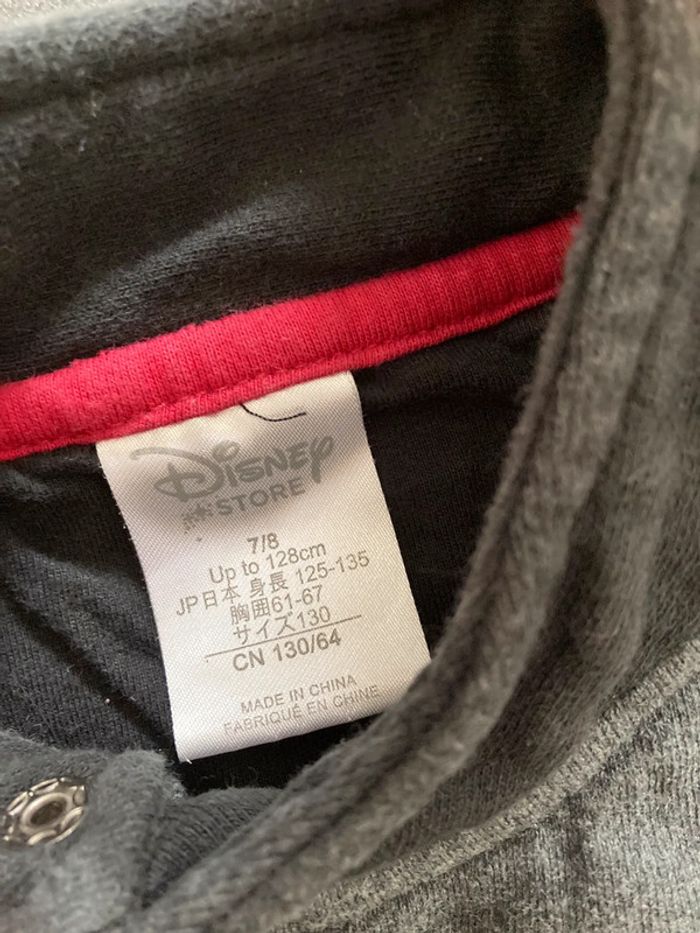 Disney
STORE
7/8
Up to 128cm
JP日本 身長 125-135
胸囲61-67
サイズ130
CN 130/64
MADE IN CHINA
FABRIQUÉ EN CHINE